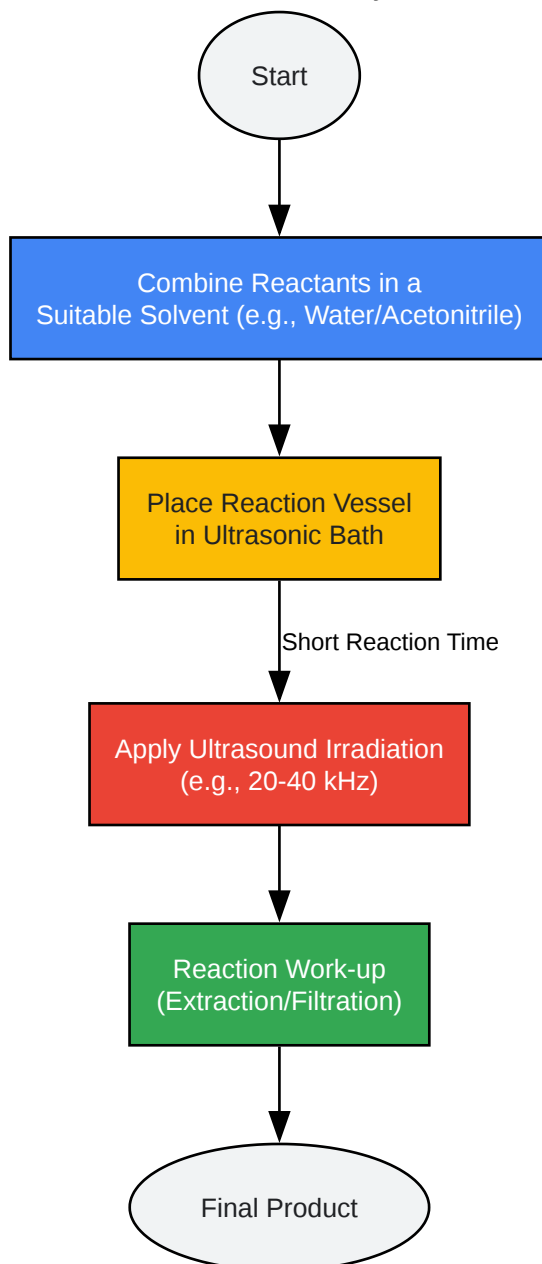 Start
Combine Reactants in a
Suitable Solvent (e.g., Water/Acetonitrile)
Place Reaction Vessel
in Ultrasonic Bath
Short Reaction Time
Apply Ultrasound Irradiation
(e.g., 20-40 kHz)
Reaction Work-up
(Extraction/Filtration)
Final Product